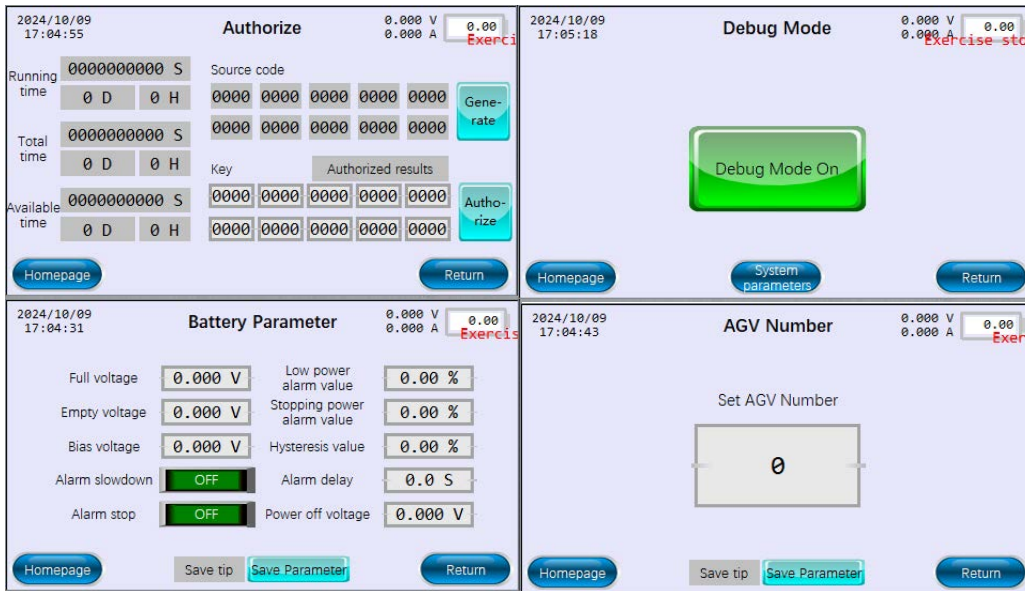 2024/10/09
17:04:55
Authorize
0.000 V
0.000 A
0.00
Exerci
Running
time
0000000000 S
0 D 0 H
Total
time
0000000000 S
0 D 0 H
Available
time
0000000000 S
0 D 0 H
Source code
0000 0000 0000 0000 0000
0000 0000 0000 0000 0000
Gene-
rate
Key
Authorized results
0000 0000 0000 0000 0000
0000 0000 0000 0000 0000
Autho-
rize
Homepage
Return
2024/10/09
17:05:18
Debug Mode
0.000 V
0.000 A
0.00
Exercise sto
Debug Mode On
Homepage
System
parameters
Return
2024/10/09
17:04:31
Battery Parameter
0.000 V
0.000 A
0.00
Exercis
Full voltage 0.000 V
Low power
alarm value
0.00 %
Empty voltage 0.000 V
Stopping power
alarm value
0.00 %
Bias voltage 0.000 V
Hysteresis value 0.00 %
Alarm slowdown OFF
Alarm delay 0.0 S
Alarm stop OFF
Power off voltage 0.000 V
Homepage
Save tip
Save Parameter
Return
2024/10/09
17:04:43
AGV Number
0.000 V
0.000 A
0.00
Exer
Set AGV Number
0
Homepage
Save tip
Save Parameter
Return